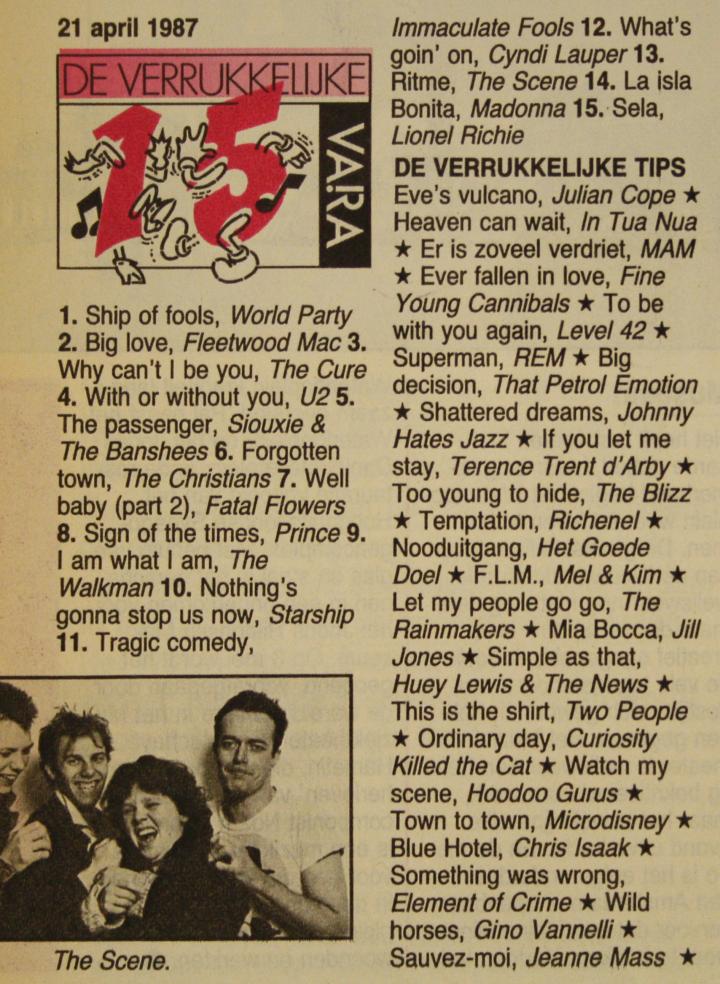 21 april 1987
DE VERRUKKELIJKE
15
VARA
1. Ship of fools, World Party
2. Big love, Fleetwood Mac 3.
Why can't I be you, The Cure
4. With or without you, U2 5.
The passenger, Siouxie &
The Banshees 6. Forgotten
town, The Christians 7. Well
baby (part 2), Fatal Flowers
8. Sign of the times, Prince 9.
I am what I am, The
Walkman 10. Nothing's
gonna stop us now, Starship
11. Tragic comedy,
The Scene.
Immaculate Fools 12. What's
goin' on, Cyndi Lauper 13.
Ritme, The Scene 14. La isla
Bonita, Madonna 15. Sela,
Lionel Richie
DE VERRUKKELIJKE TIPS
Eve's vulcano, Julian Cope ★
Heaven can wait, In Tua Nua
★ Er is zoveel verdriet, MAM
★ Ever fallen in love, Fine
Young Cannibals ★ To be
with you again, Level 42 ★
Superman, REM ★ Big
decision, That Petrol Emotion
★ Shattered dreams, Johnny
Hates Jazz ★ If you let me
stay, Terence Trent d'Arby ★
Too young to hide, The Blizz
★ Temptation, Richenel ★
Nooduitgang, Het Goede
Doel ★ F.L.M., Mel & Kim ★
Let my people go go, The
Rainmakers ★ Mia Bocca, Jill
Jones ★ Simple as that,
Huey Lewis & The News ★
This is the shirt, Two People
★ Ordinary day, Curiosity
Killed the Cat ★ Watch my
scene, Hoodoo Gurus ★
Town to town, Microdisney ★
Blue Hotel, Chris Isaak ★
Something was wrong,
Element of Crime ★ Wild
horses, Gino Vannelli ★
Sauvez-moi, Jeanne Mass ★